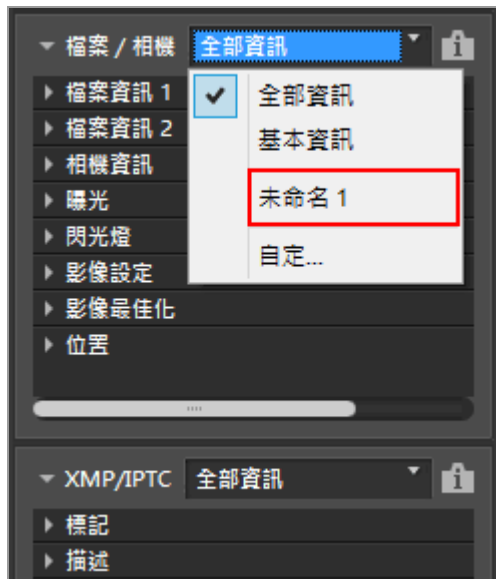 檔案 / 相機 全部資訊
檔案資訊 1
檔案資訊 2
相機資訊
曝光
閃光燈
影像設定
影像最佳化
位置
全部資訊
基本資訊
未命名 1
自定...
XMP/IPTC 全部資訊
標記
描述